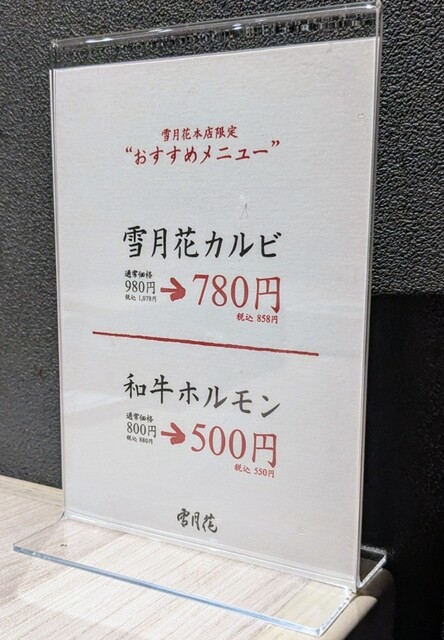 雪月花本店限定
“おすすめメニュー”
雪月花カルビ
通常価格
980円
税込 1,078円
→780円
税込 858円
和牛ホルモン
通常価格
800円
税込 880円
→500円
税込 550円
雪月花